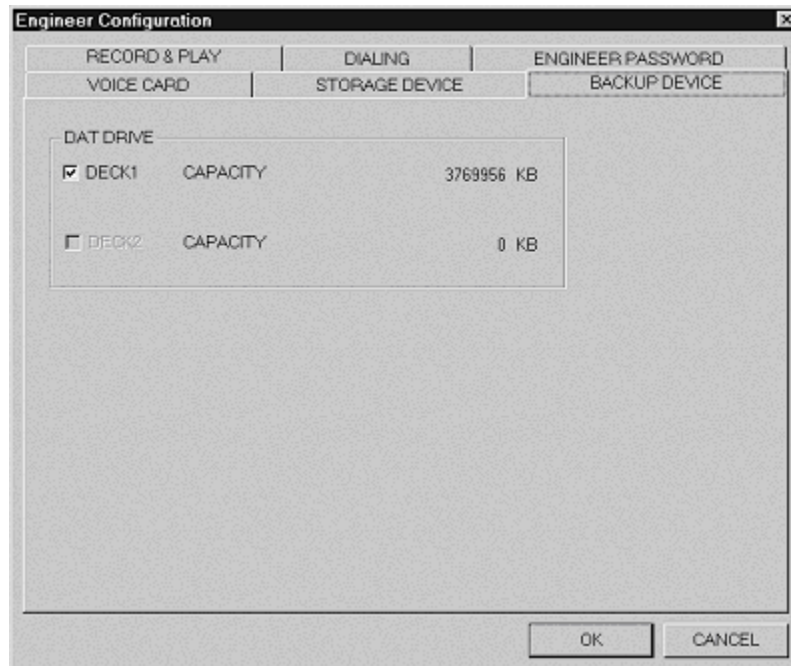 Engineer Configuration
RECORD & PLAY DIALING ENGINEER PASSWORD
VOICE CARD STORAGE DEVICE BACKUP DEVICE
DAT DRIVE
DECK1 CAPACITY 3769956 KB
DECK2 CAPACITY 0 KB
OK CANCEL